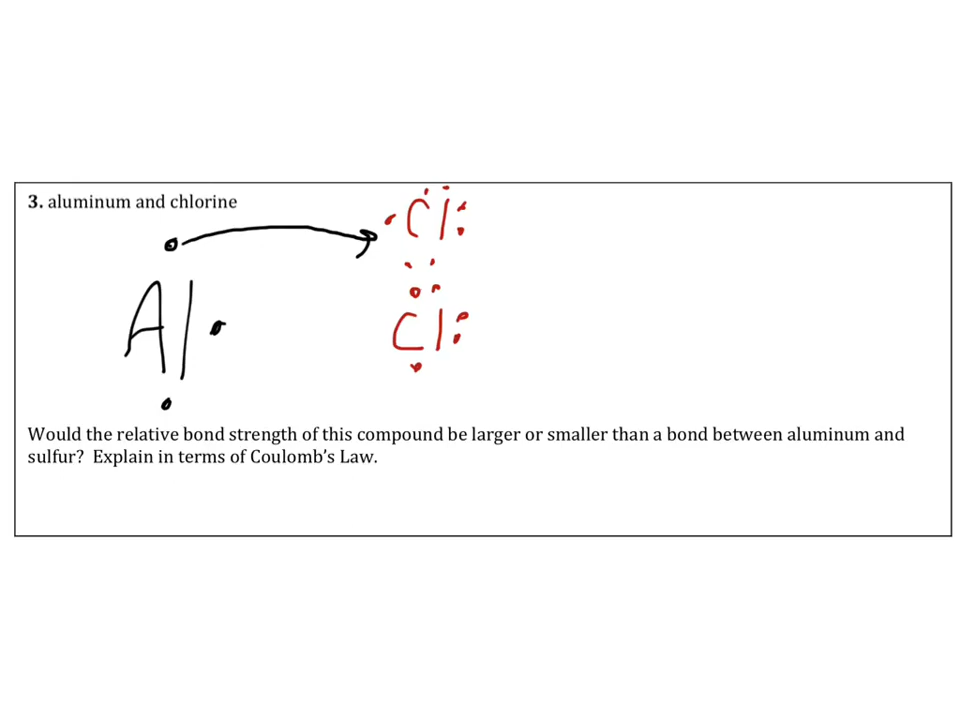 3. aluminum and chlorine
Cl
Al
Cl
Would the relative bond strength of this compound be larger or smaller than a bond between aluminum and
sulfur? Explain in terms of Coulomb's Law.